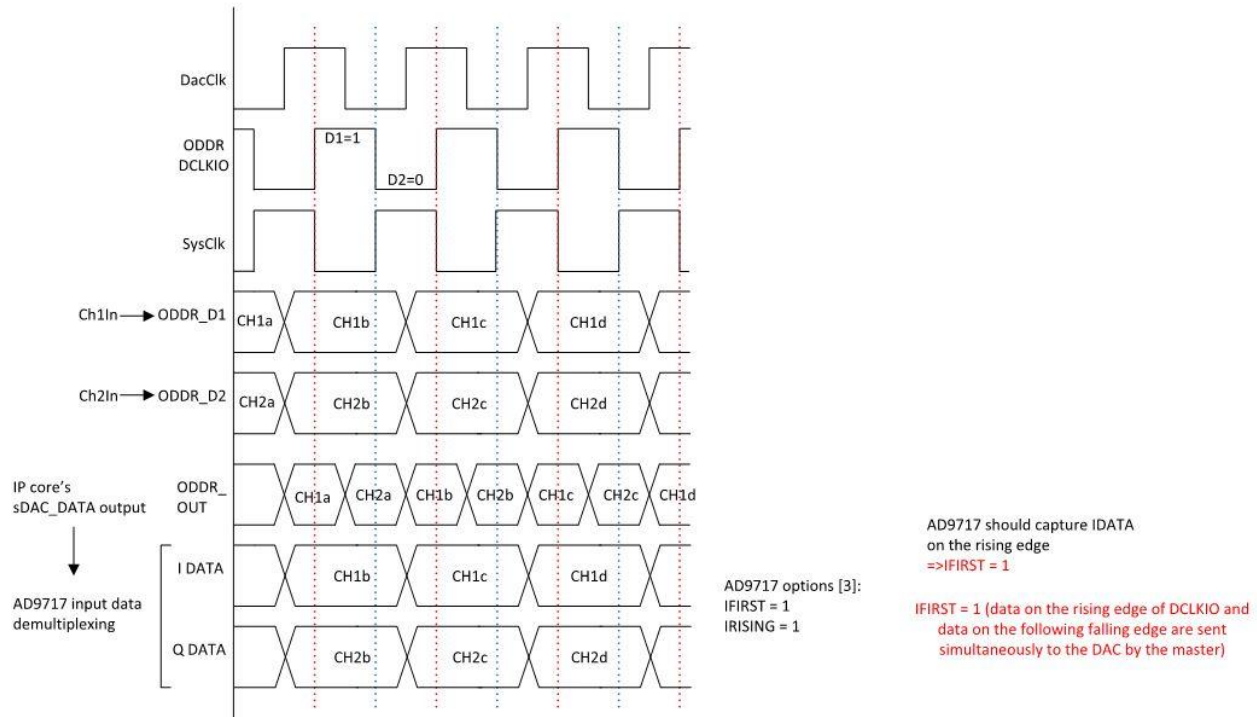 DacClk
ODDR
DCLKIO
D1=1
D2=0
SysClk
Ch1In ODDR_D1
CH1a CH1b CH1c CH1d
Ch2In ODDR_D2
CH2a CH2b CH2c CH2d
IP core's
sDAC_DATA output
ODDR_
OUT
CH1a CH2a CH1b CH2b CH1c CH2c CH1d
AD9717 input data
demultiplexing
I DATA
CH1b CH1c CH1d
Q DATA
CH2b CH2c CH2d
AD9717 options [3]:
IFIRST = 1
IRISING = 1
AD9717 should capture IDATA
on the rising edge
=>IFIRST = 1
IFIRST = 1 (data on the rising edge of DCLKIO and
data on the following falling edge are sent
simultaneously to the DAC by the master)